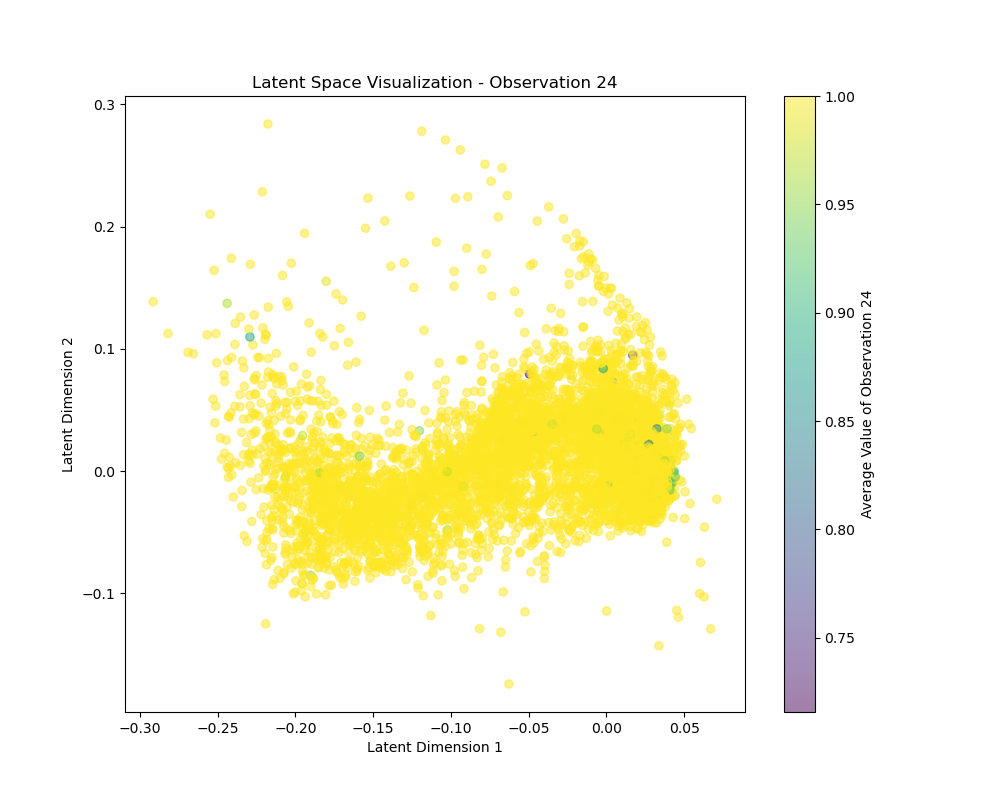 Latent Space Visualization - Observation 24
0.3
0.2
0.1
0.0
−0.1
Latent Dimension 2
−0.30 −0.25 −0.20 −0.15 −0.10 −0.05 0.00 0.05
Latent Dimension 1
1.00
0.95
0.90
0.85
0.80
0.75
Average Value of Observation 24